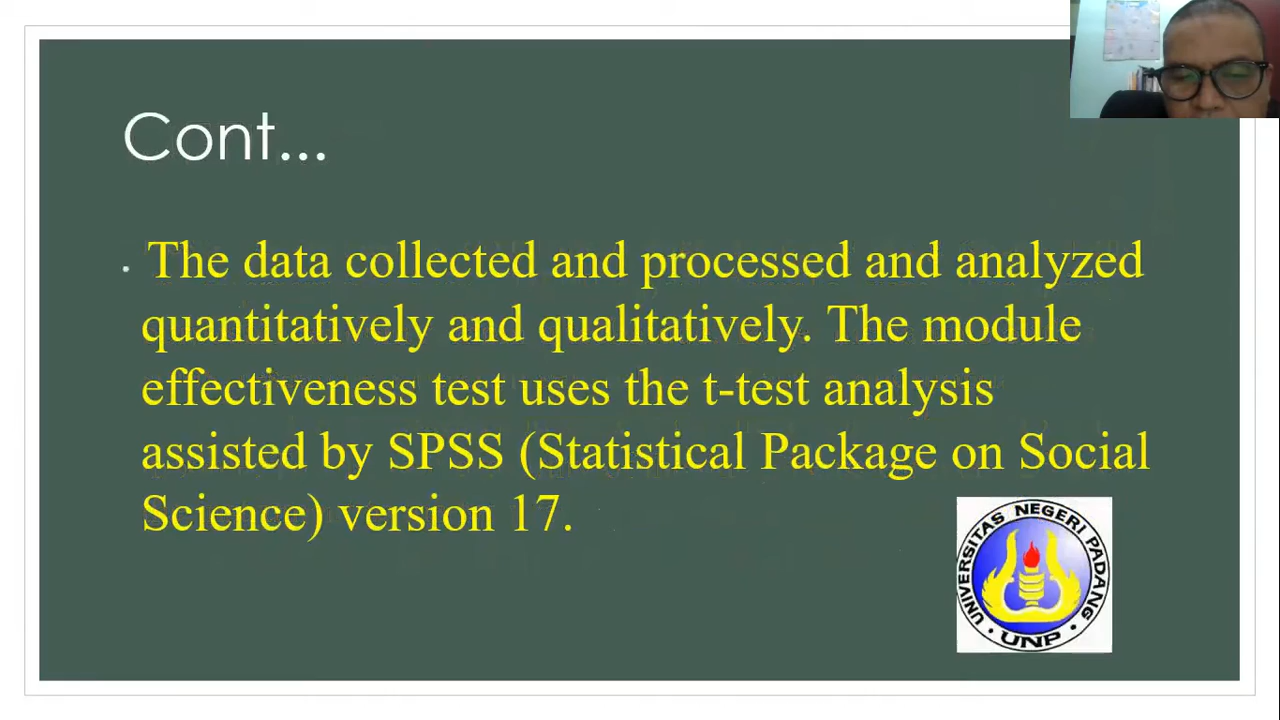 Cont...
· The data collected and processed and analyzed
quantitatively and qualitatively. The module
effectiveness test uses the t-test analysis
assisted by SPSS (Statistical Package on Social
Science) version 17.
UNIVERSITAS NEGERI PADANG
• UNP •